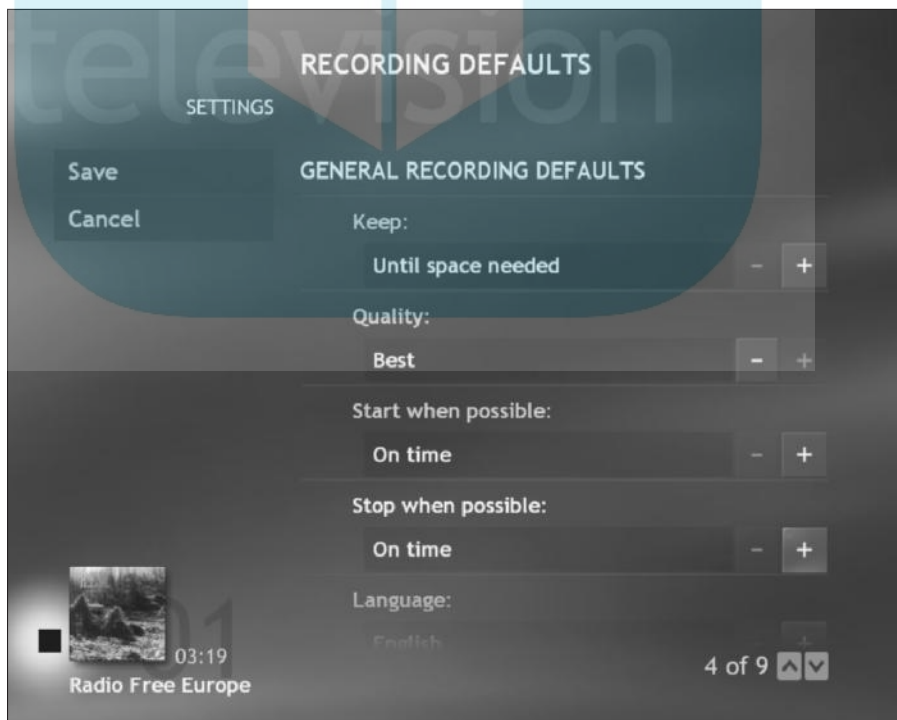 television
RECORDING DEFAULTS
SETTINGS
Save
Cancel
GENERAL RECORDING DEFAULTS
Keep:
Until space needed - +
Quality:
Best - +
Start when possible:
On time - +
Stop when possible:
On time - +
Language:
English - +
01
03:19
Radio Free Europe
4 of 9